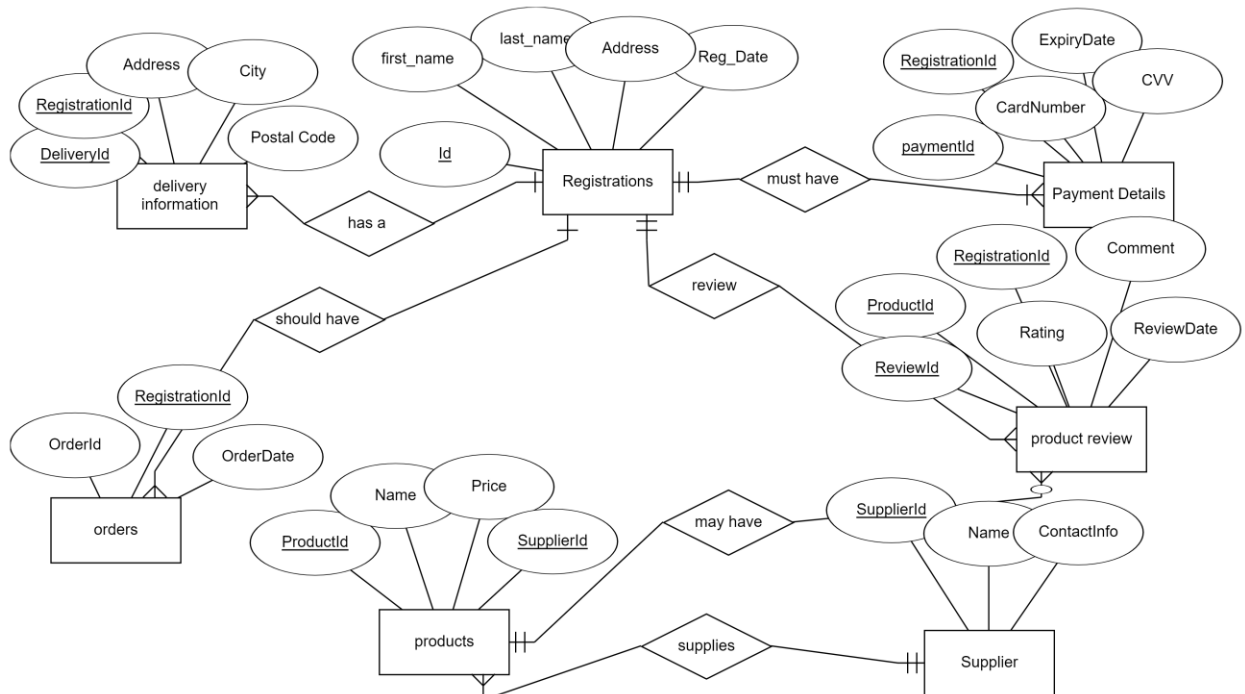 Address
City
RegistrationId
DeliveryId
Postal Code
delivery
information
first_name
last_name
Address
Reg_Date
Id
Registrations
RegistrationId
ExpiryDate
CVV
CardNumber
paymentId
Payment Details
has a
must have
should have
review
RegistrationId
Comment
ProductId
Rating
ReviewDate
ReviewId
product review
RegistrationId
OrderId
OrderDate
orders
Name
Price
ProductId
SupplierId
products
may have
supplies
SupplierId
Name
ContactInfo
Supplier